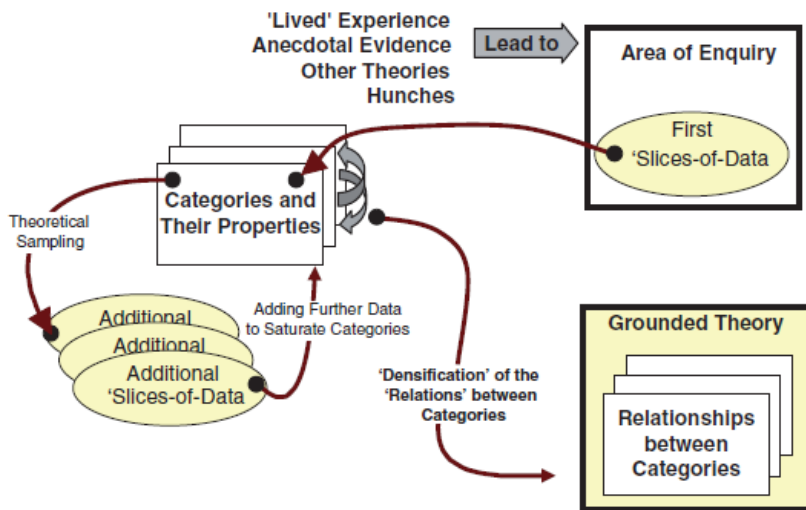 'Lived' Experience
Anecdotal Evidence
Other Theories
Hunches
Lead to
Area of Enquiry
First
‘Slices-of-Data
Categories and
Their Properties
Theoretical
Sampling
Adding Further Data
to Saturate Categories
Additional
Additional
Additional
‘Slices-of-Data
‘Densification’ of the
‘Relations’ between
Categories
Grounded Theory
Relationships
between
Categories